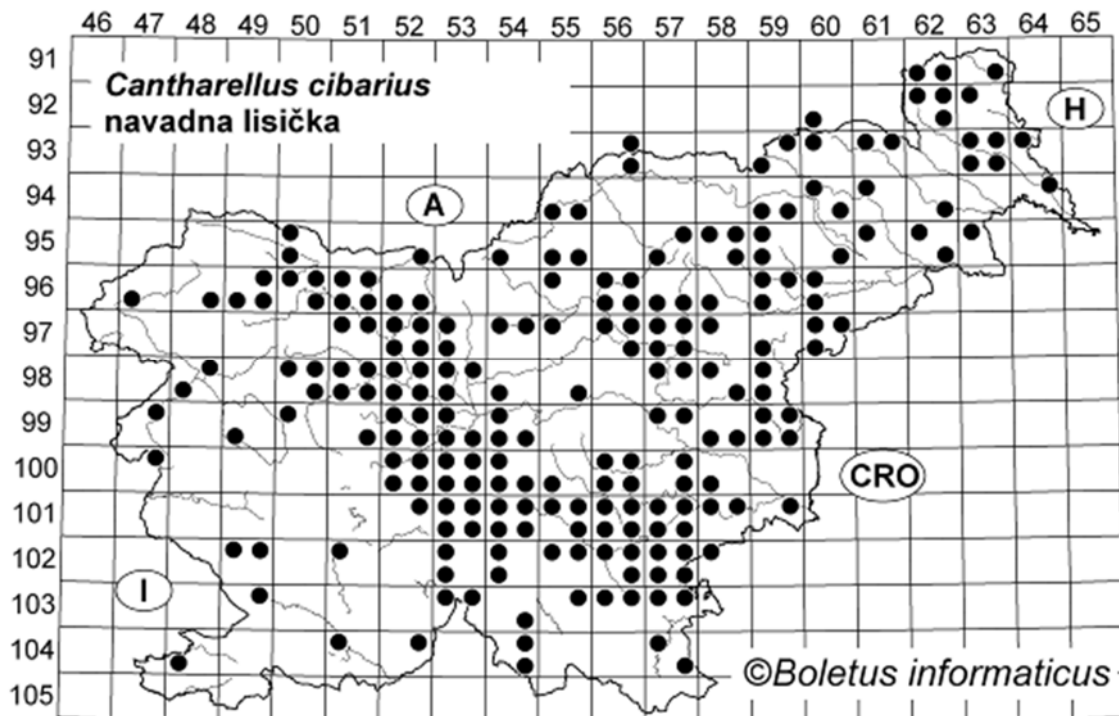 46 47 48 49 50 51 52 53 54 55 56 57 58 59 60 61 62 63 64 65
91
Cantharellus cibarius
92
navadna lisička
H
93
94
A
95
96
97
98
99
100
CRO
101
102
103
I
104
©Boletus informaticus
105